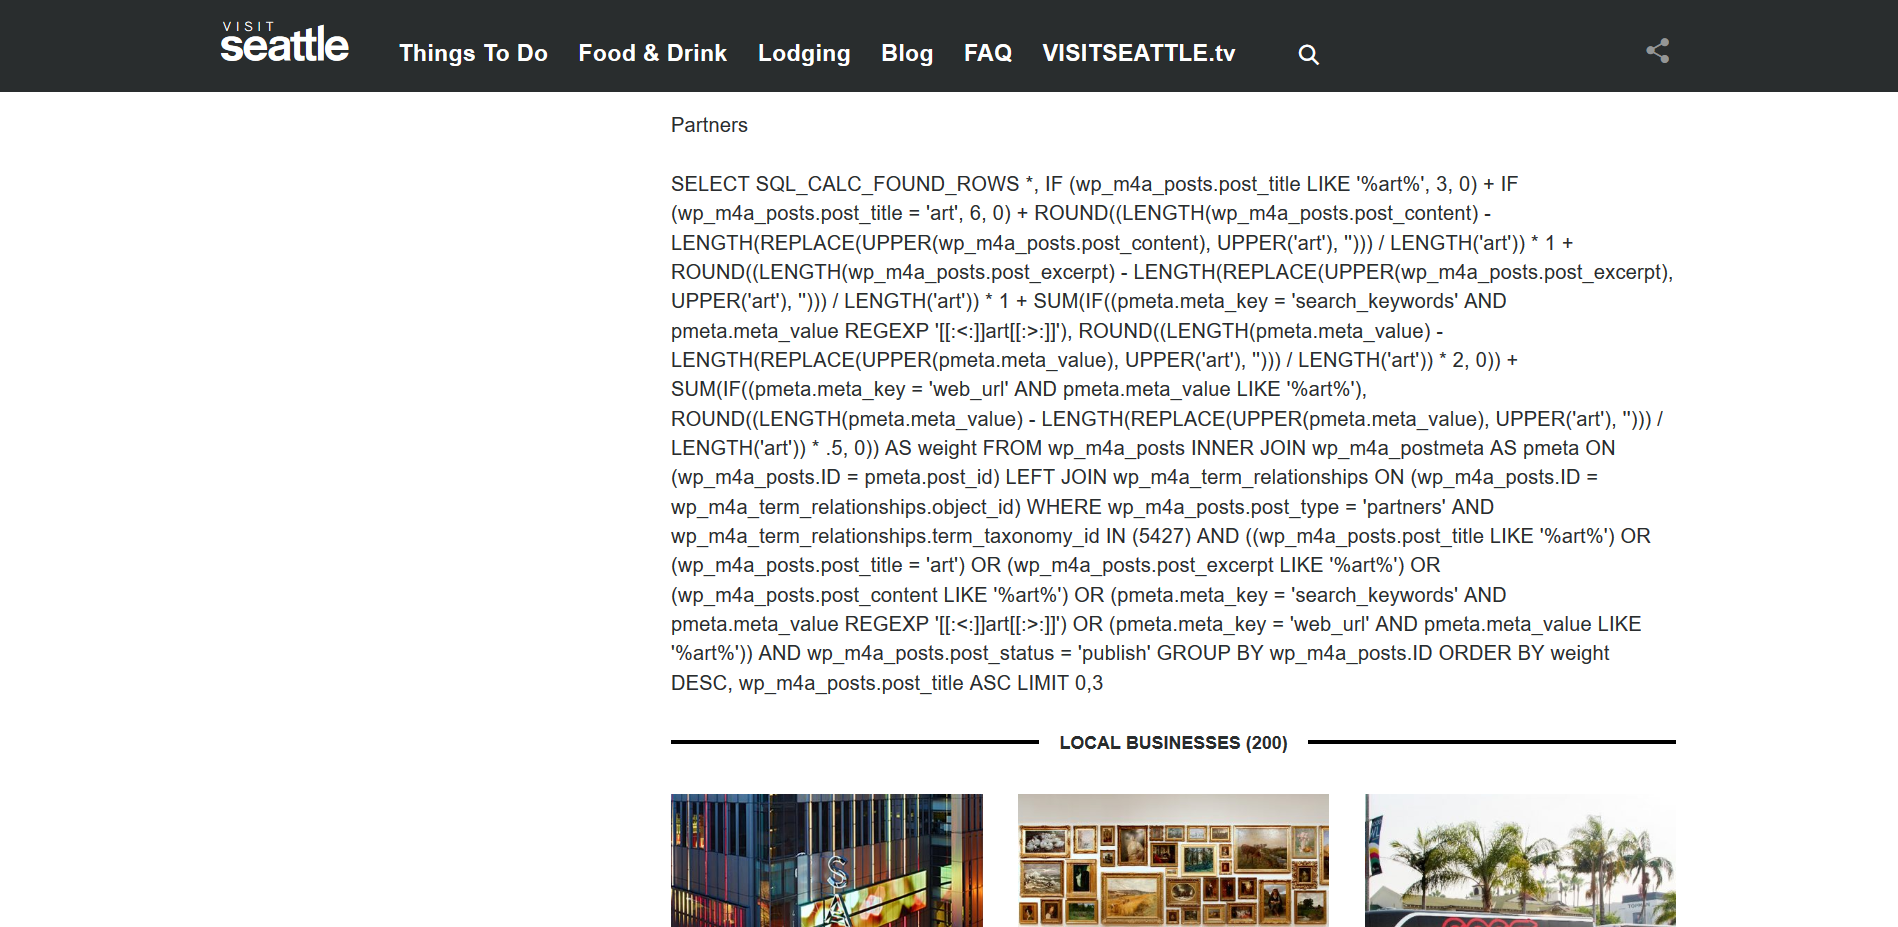 VISIT
seattle
Things To Do Food & Drink Lodging Blog FAQ VISITSEATTLE.tv
Partners
SELECT SQL_CALC_FOUND_ROWS *, IF (wp_m4a_posts.post_title LIKE '%art%', 3, 0) + IF
(wp_m4a_posts.post_title = 'art', 6, 0) + ROUND((LENGTH(wp_m4a_posts.post_content) -
LENGTH(REPLACE(UPPER(wp_m4a_posts.post_content), UPPER('art'), ''))) / LENGTH('art')) * 1 +
ROUND((LENGTH(wp_m4a_posts.post_excerpt) - LENGTH(REPLACE(UPPER(wp_m4a_posts.post_excerpt),
UPPER('art'), ''))) / LENGTH('art')) * 1 + SUM(IF((pmeta.meta_key = 'search_keywords' AND
pmeta.meta_value REGEXP '[[:<:]]art[[:>:]]'), ROUND((LENGTH(pmeta.meta_value) -
LENGTH(REPLACE(UPPER(pmeta.meta_value), UPPER('art'), ''))) / LENGTH('art')) * 2, 0)) +
SUM(IF((pmeta.meta_key = 'web_url' AND pmeta.meta_value LIKE '%art%'),
ROUND((LENGTH(pmeta.meta_value) - LENGTH(REPLACE(UPPER(pmeta.meta_value), UPPER('art'), ''))) /
LENGTH('art')) * .5, 0)) AS weight FROM wp_m4a_posts INNER JOIN wp_m4a_postmeta AS pmeta ON
(wp_m4a_posts.ID = pmeta.post_id) LEFT JOIN wp_m4a_term_relationships ON (wp_m4a_posts.ID =
wp_m4a_term_relationships.object_id) WHERE wp_m4a_posts.post_type = 'partners' AND
wp_m4a_term_relationships.term_taxonomy_id IN (5427) AND ((wp_m4a_posts.post_title LIKE '%art%') OR
(wp_m4a_posts.post_title = 'art') OR (wp_m4a_posts.post_excerpt LIKE '%art%') OR
(wp_m4a_posts.post_content LIKE '%art%') OR (pmeta.meta_key = 'search_keywords' AND
pmeta.meta_value REGEXP '[[:<:]]art[[:>:]]') OR (pmeta.meta_key = 'web_url' AND pmeta.meta_value LIKE
'%art%')) AND wp_m4a_posts.post_status = 'publish' GROUP BY wp_m4a_posts.ID ORDER BY weight
DESC, wp_m4a_posts.post_title ASC LIMIT 0,3
LOCAL BUSINESSES (200)